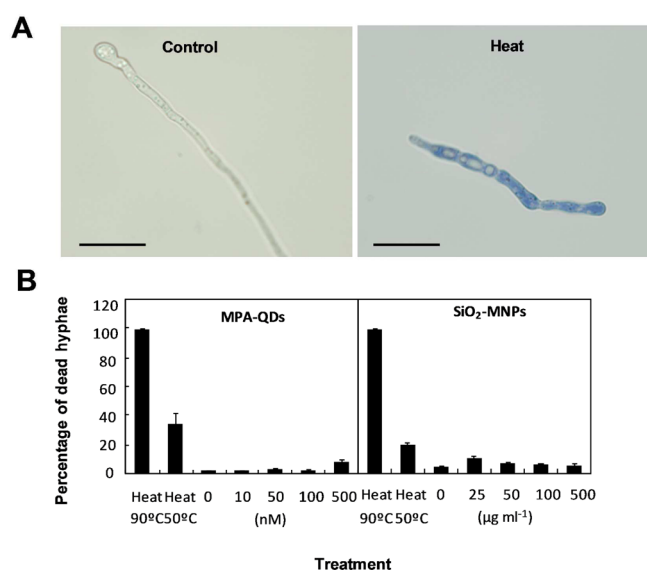 A
Control
Heat
B
Percentage of dead hyphae
120
100
80
60
40
20
0
MPA-QDs
SiO₂-MNPs
Heat Heat 0 10 50 100 500 Heat Heat 0 25 50 100 500
90ºC 50ºC (nM) 90ºC 50ºC (µg ml⁻¹)
Treatment